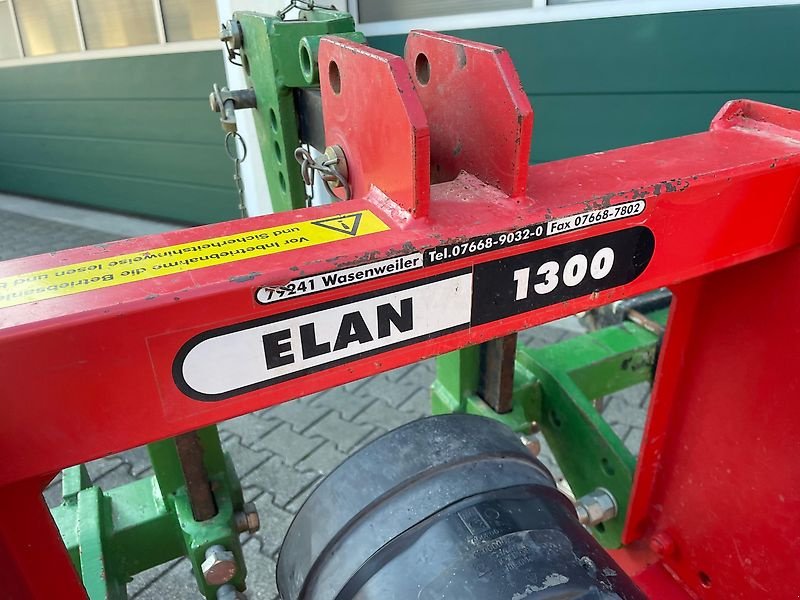 Vor Inbetriebnahme die Betriebsanleitung
und Sicherheitshinweise lesen und
79241 Wasenweiler Tel.07668-9032-0 Fax 07668-7802
ELAN 1300